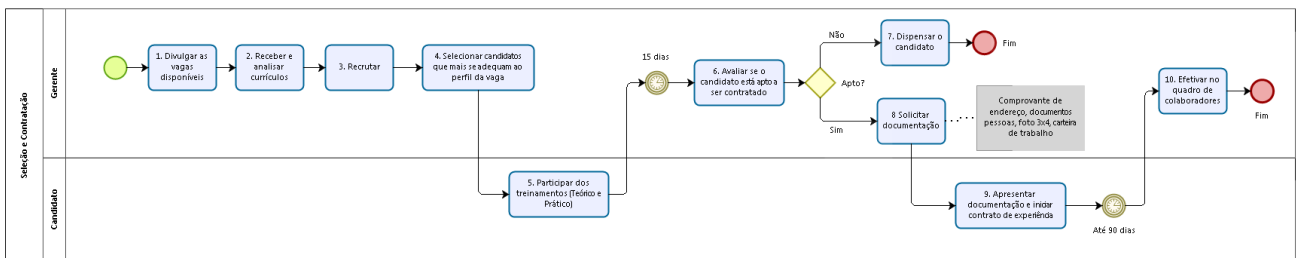 Seleção e Contratação
Gerente
Candidato
1. Divulgar as
vagas
disponíveis
2. Receber e
analisar
currículos
3. Recrutar
4. Selecionar candidatos
que mais se adequam ao
perfil da vaga
5. Participar dos
treinamentos (Teórico e
Prático)
15 dias
6. Avaliar se o
candidato está apto a
ser contratado
Apto?
Não
7. Dispensar o
candidato
Fim
Sim
8 Solicitar
documentação
Comprovante de
endereço, documentos
pessoas, foto 3x4, carteira
de trabalho
9. Apresentar
documentação e iniciar
contrato de experiência
Até 90 dias
10. Efetivar no
quadro de
colaboradores
Fim